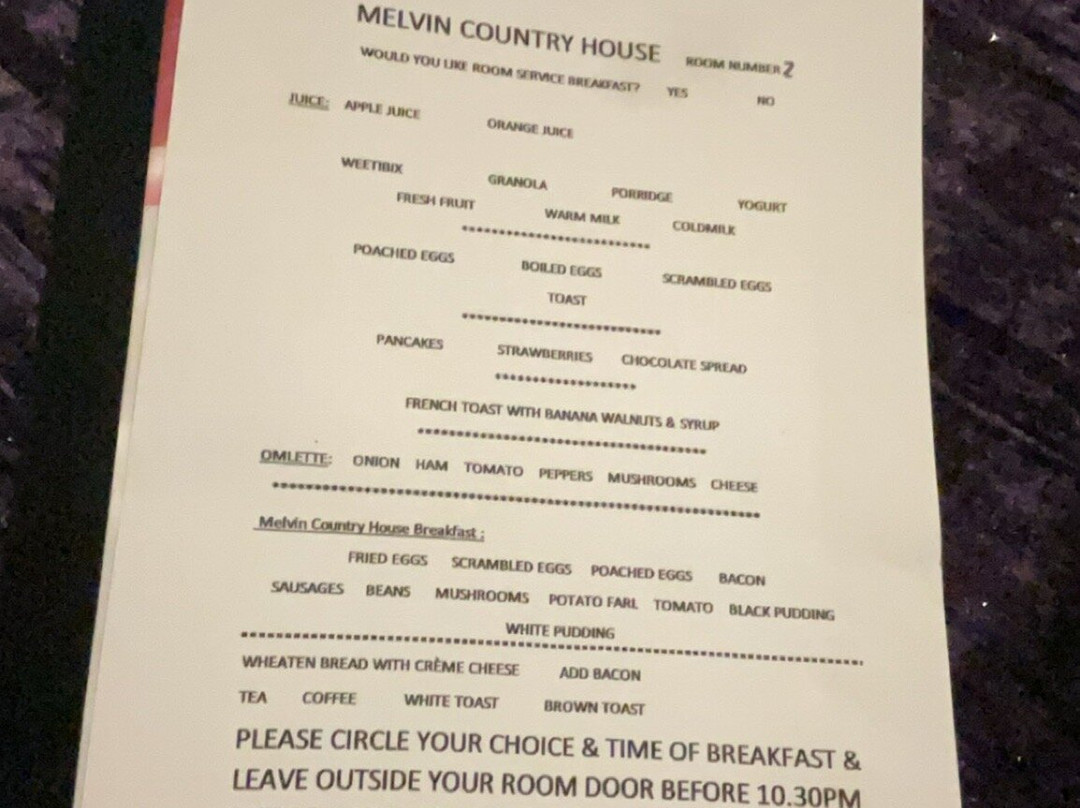 MELVIN COUNTRY HOUSE ROOM NUMBER 2
WOULD YOU LIKE ROOM SERVICE BREAKFAST? YES NO
JUICE: APPLE JUICE ORANGE JUICE
WEETIBIX GRANOLA PORRIDGE YOGURT
FRESH FRUIT WARM MILK COLDMILK
********************
POACHED EGGS BOILED EGGS SCRAMBLED EGGS
TOAST
*********************
PANCAKES STRAWBERRIES CHOCOLATE SPREAD
***************
FRENCH TOAST WITH BANANA WALNUTS & SYRUP
*******************************
OMLETTE: ONION HAM TOMATO PEPPERS MUSHROOMS CHEESE
****************************************************
Melvin Country House Breakfast :
FRIED EGGS SCRAMBLED EGGS POACHED EGGS BACON
SAUSAGES BEANS MUSHROOMS POTATO FARL TOMATO BLACK PUDDING
WHITE PUDDING
WHEATEN BREAD WITH CRÈME CHEESE ADD BACON
TEA COFFEE WHITE TOAST BROWN TOAST
PLEASE CIRCLE YOUR CHOICE & TIME OF BREAKFAST &
LEAVE OUTSIDE YOUR ROOM DOOR BEFORE 10.30PM